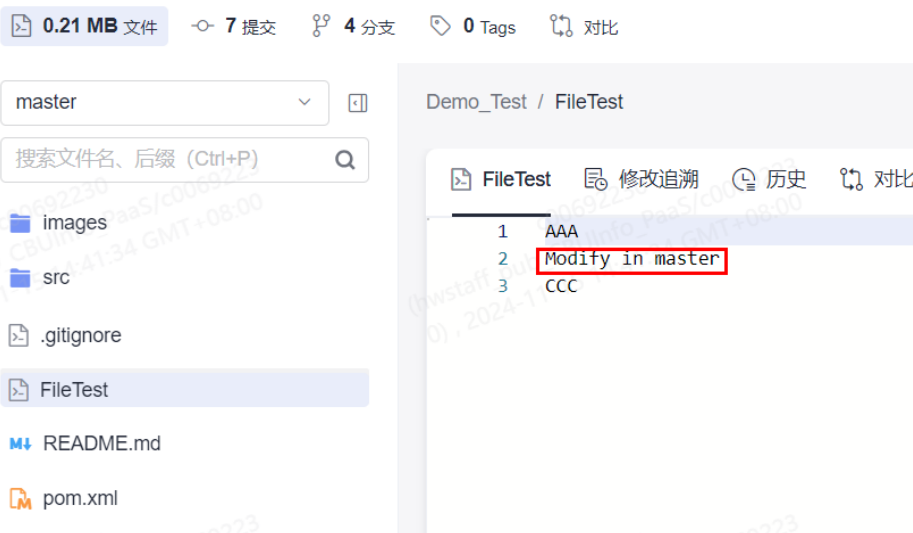 0.21 MB 文件 7 提交 4 分支 0 Tags 对比
master
Demo_Test / FileTest
搜索文件名、后缀（Ctrl+P）
FileTest 修改追溯 历史 对比
images
src
.gitignore
FileTest
README.md
pom.xml
1 AAA
2 Modify in master
3 CCC